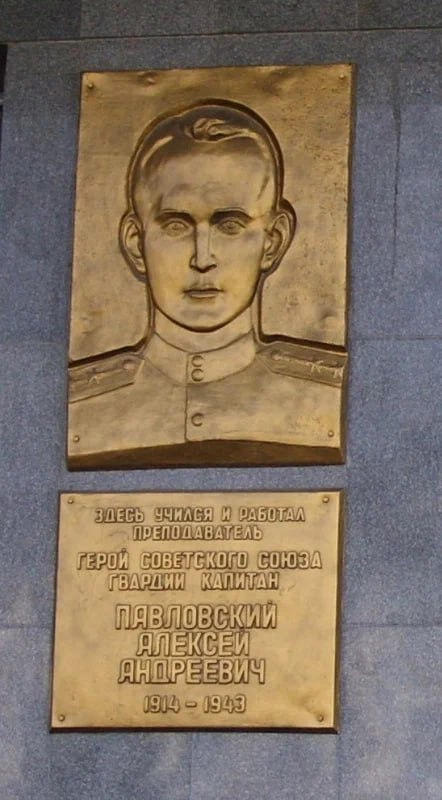 ЗДЕСЬ УЧИЛСЯ И РАБОТАЛ
ПРЕПОДАВАТЕЛЬ
ГЕРОЙ СОВЕТСКОГО СОЮЗА
ГВАРДИИ КАПИТАН
ПАВЛОВСКИЙ
АЛЕКСЕЙ
АНДРЕЕВИЧ
1914 – 1943